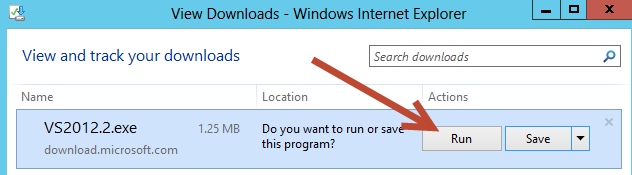 View Downloads - Windows Internet Explorer
View and track your downloads
Search downloads
Name Location Actions
VS2012.2.exe 1.25 MB Do you want to run or save this program? Run Save
download.microsoft.com